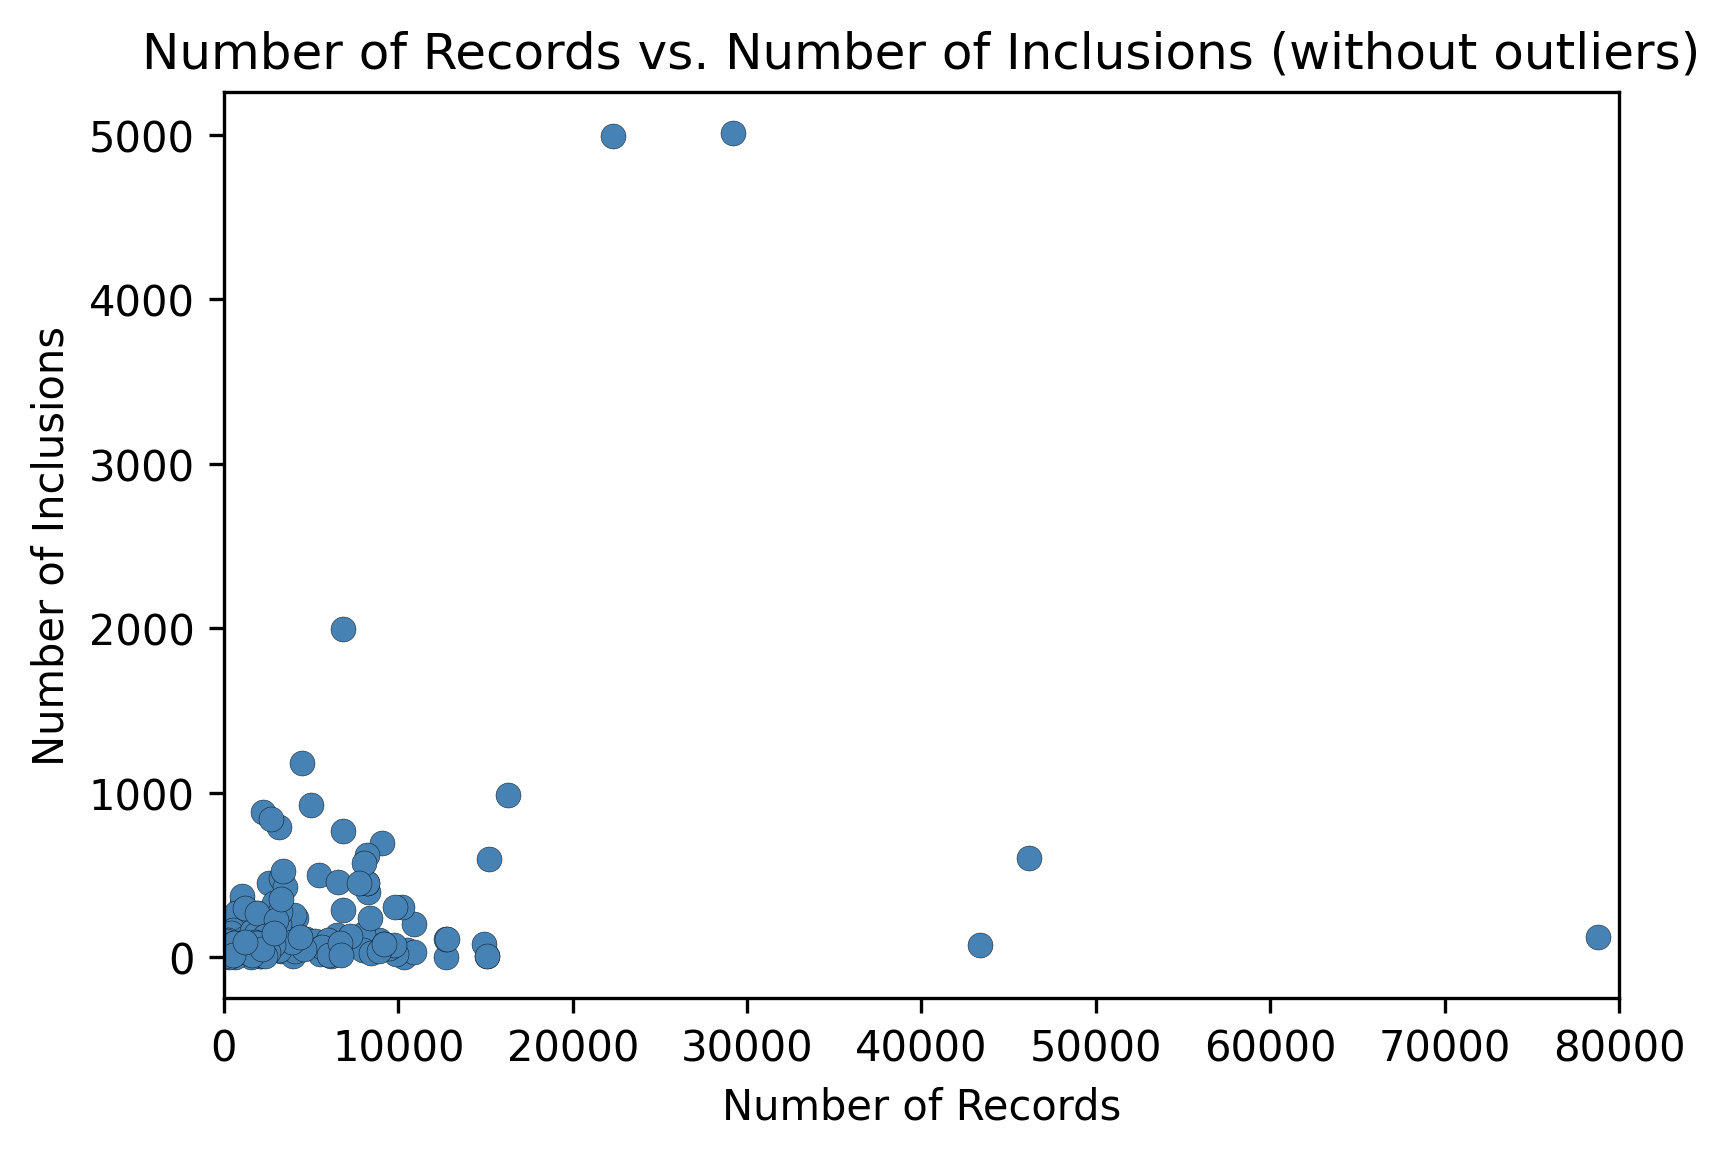 Number of Records vs. Number of Inclusions (without outliers)
5000
4000
3000
2000
1000
0
Number of Inclusions
0 10000 20000 30000 40000 50000 60000 70000 80000
Number of Records